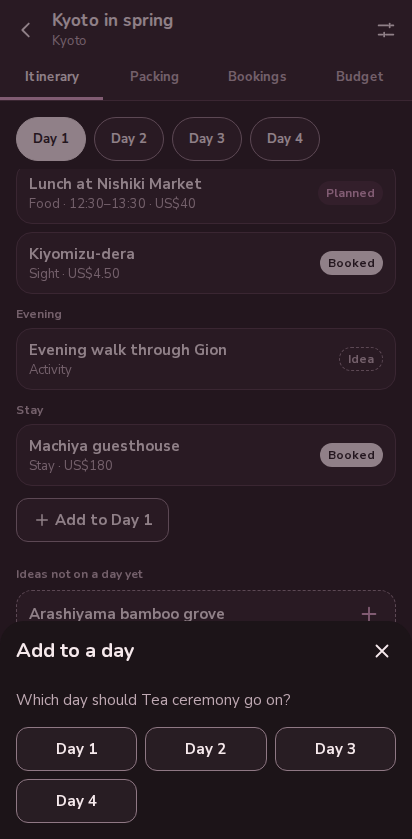 Kyoto in spring
Kyoto
Itinerary Packing Bookings Budget
Day 1 Day 2 Day 3 Day 4
Lunch at Nishiki Market
Food · 12:30–13:30 · US$40
Planned
Kiyomizu-dera
Sight · US$4.50
Booked
Evening
Evening walk through Gion
Activity
Idea
Stay
Machiya guesthouse
Stay · US$180
Booked
+ Add to Day 1
Ideas not on a day yet
Arashiyama bamboo grove
Add to a day
Which day should Tea ceremony go on?
Day 1 Day 2 Day 3
Day 4